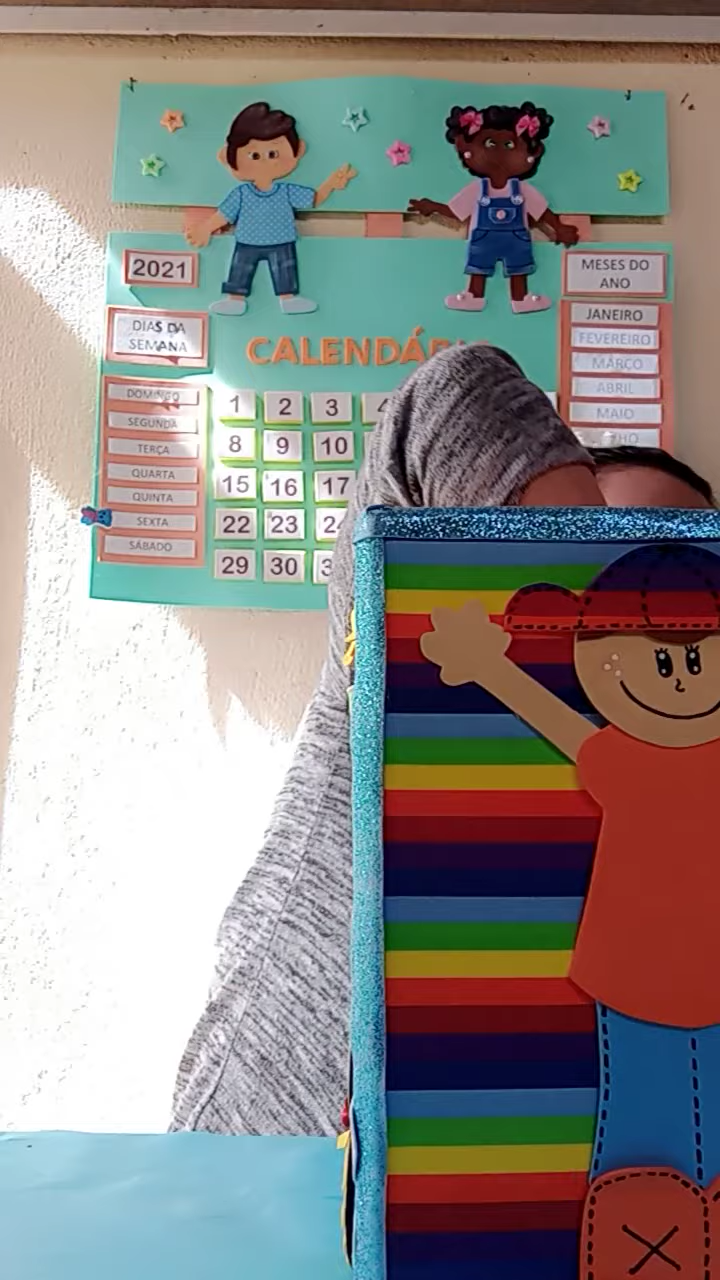 2021
DIAS DA
SEMANA
DOMINGO
SEGUNDA
TERÇA
QUARTA
QUINTA
SEXTA
SÁBADO
1 2 3 4
8 9 10
15 16 17
22 23
29 30
MESES DO
ANO
JANEIRO
FEVEREIRO
MARÇO
ABRIL
MAIO